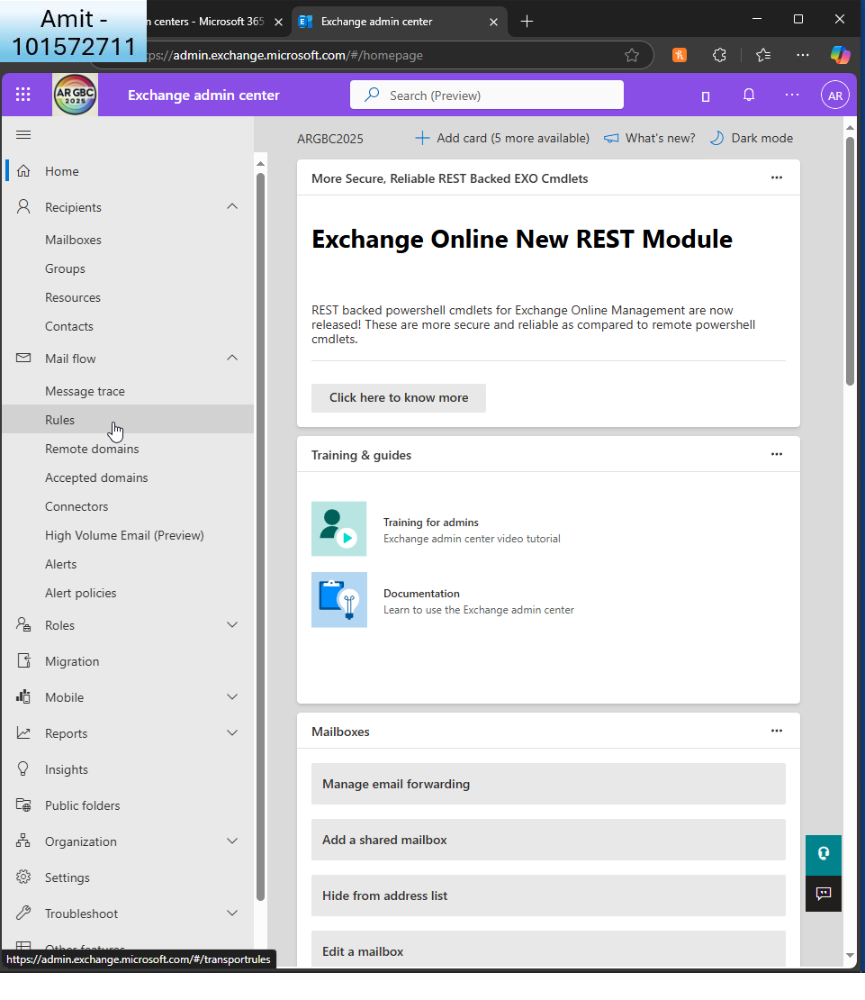 Amit -
101572711
n centers - Microsoft 365
Exchange admin center
ps://admin.exchange.microsoft.com/#/homepage
AR GBC
2025
Exchange admin center
Search (Preview)
AR
ARGBC2025
Add card (5 more available)
What's new?
Dark mode
Home
Recipients
Mailboxes
Groups
Resources
Contacts
Mail flow
Message trace
Rules
Remote domains
Accepted domains
Connectors
High Volume Email (Preview)
Alerts
Alert policies
Roles
Migration
Mobile
Reports
Insights
Public folders
Organization
Settings
Troubleshoot
Other features
https://admin.exchange.microsoft.com/#/transportrules
More Secure, Reliable REST Backed EXO Cmdlets
Exchange Online New REST Module
REST backed powershell cmdlets for Exchange Online Management are now
released! These are more secure and reliable as compared to remote powershell
cmdlets.
Click here to know more
Training & guides
Training for admins
Exchange admin center video tutorial
Documentation
Learn to use the Exchange admin center
Mailboxes
Manage email forwarding
Add a shared mailbox
Hide from address list
Edit a mailbox